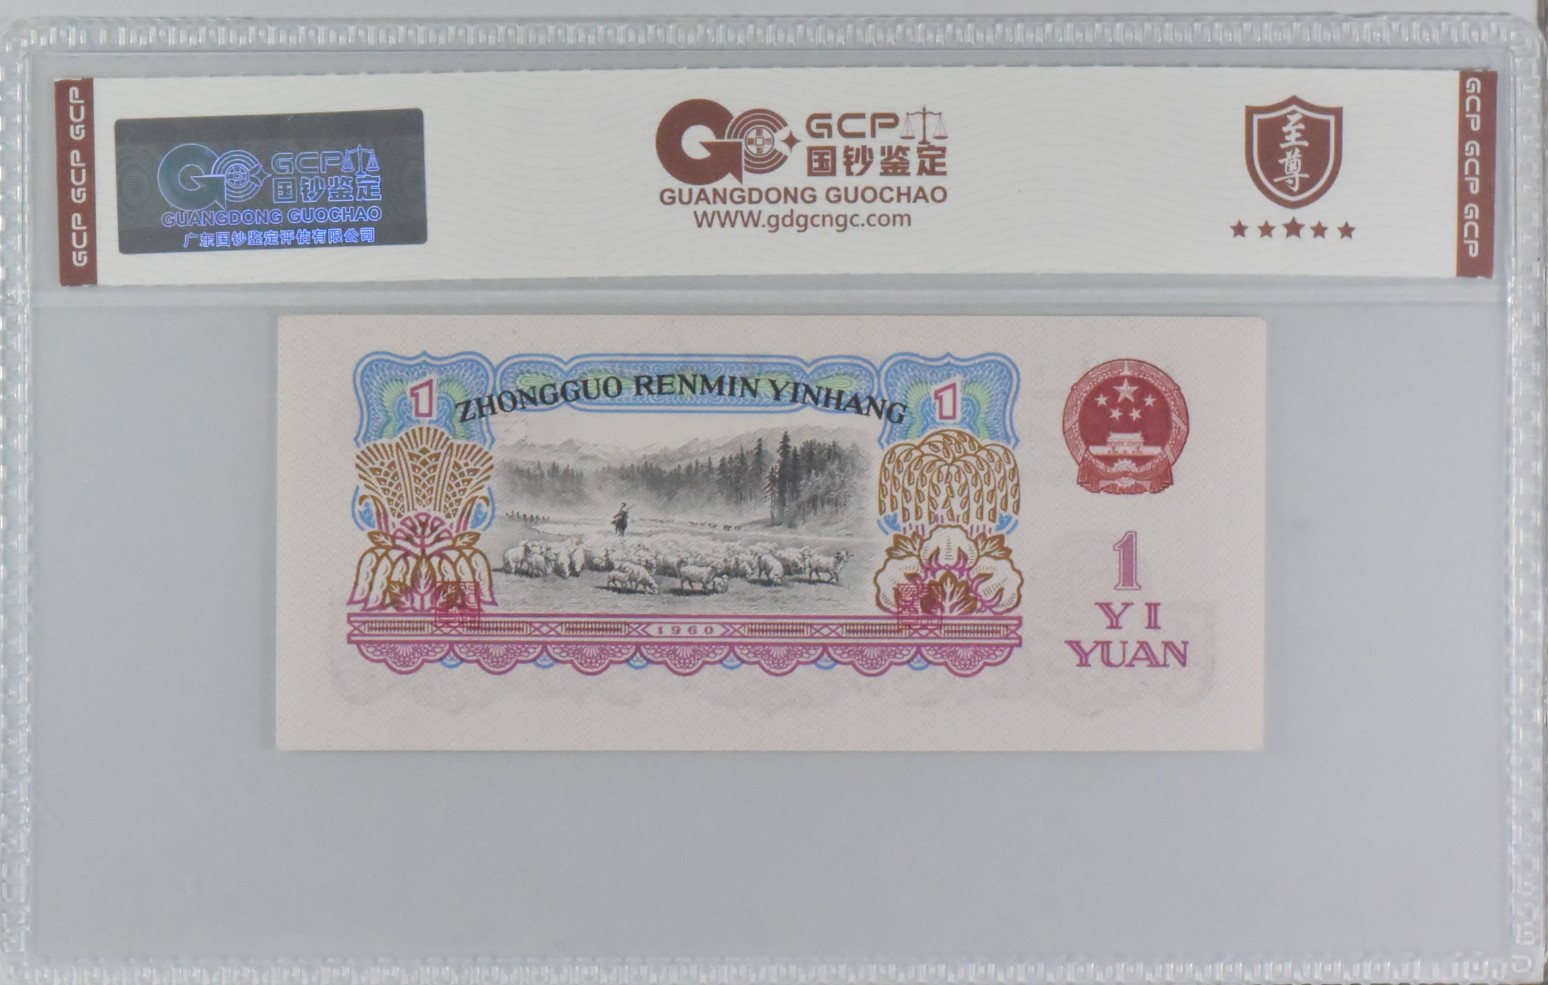 GCP GCP GCP
GCP
国钞鉴定
GUANGDONG GUOCHAO
广东国钞鉴定评估有限公司
GCP
国钞鉴定
GUANGDONG GUOCHAO
WWW.gdgcngc.com
至尊
GCP GCP GCP
1
ZHONGGUO RENMIN YINHANG
1
1960
1
YI
YUAN